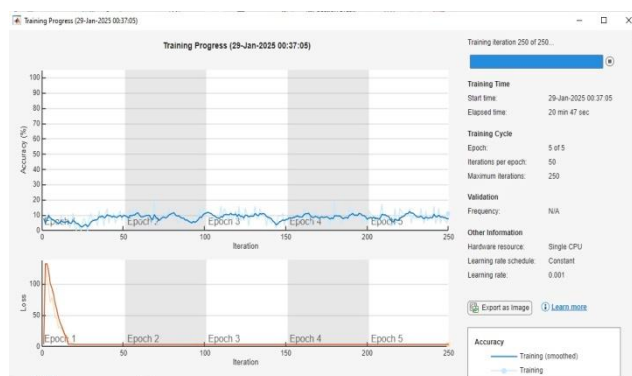 Training Progress (29-Jan-2025 00:37:05)
Training Progress (29-Jan-2025 00:37:05)
Training iteration 250 of 250...
Training Time
Start time: 29-Jan-2025 00:37:05
Elapsed time: 20 min 47 sec
Training Cycle
Epoch: 5 of 5
Iterations per epoch: 50
Maximum iterations: 250
Validation
Frequency: N/A
Other Information
Hardware resource: Single CPU
Learning rate schedule: Constant
Learning rate: 0.001
Export as Image Learn more
Accuracy
Training (smoothed)
Training
Accuracy (%)
100
90
80
70
60
50
40
30
20
10
0
Epoch 1 Epoch 2 Epoch 3 Epoch 4 Epoch 5
0 50 100 150 200 250
Iteration
Loss
100
50
0
Epoch 1 Epoch 2 Epoch 3 Epoch 4 Epoch 5
0 50 100 150 200 250
Iteration